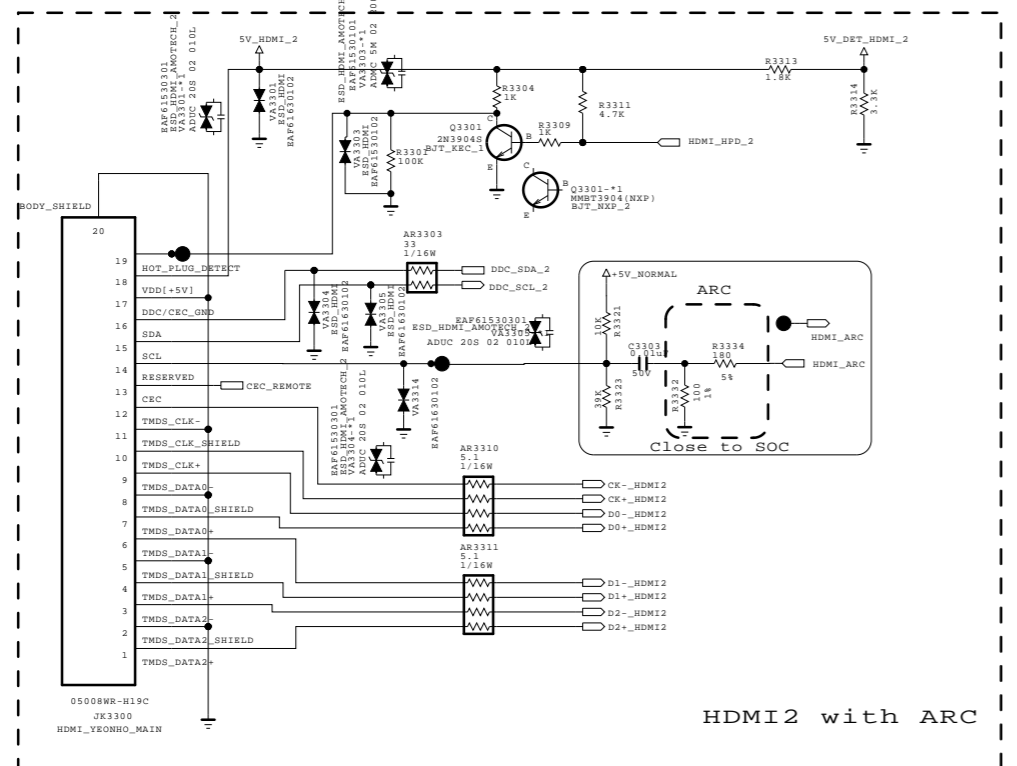 5V_HDMI_2
5V_DET_HDMI_2
EAF61530301
ESD_HDMI_AMOTECH_2
VA3301-*1
ADUC 20S 02 010L
VA3301
ESD_HDMI
EAF61630102
ESD_HDMI_AMOTECH
EAF61530101
VA3303-*1
ADMC 5M 02
R3304
1K
R3311
4.7K
R3313
1.8K
R3314
3.3K
VA3303
ESD_HDMI
EAF61530102
R3302
100K
Q3301
2N3904S
BJT_KEC_1
C
B
E
R3309
1K
HDMI_HPD_2
C
B
E
Q3301-*1
MMBT3904(NXP)
BJT_NXP_2
BODY_SHIELD
20
19
HOT_PLUG_DETECT
18
VDD[+5V]
17
DDC/CEC_GND
16
SDA
15
SCL
14
RESERVED
13
CEC
12
TMDS_CLK-
11
TMDS_CLK_SHIELD
10
TMDS_CLK+
9
TMDS_DATA0-
8
TMDS_DATA0_SHIELD
7
TMDS_DATA0+
6
TMDS_DATA1-
5
TMDS_DATA1_SHIELD
4
TMDS_DATA1+
3
TMDS_DATA2-
2
TMDS_DATA2_SHIELD
1
TMDS_DATA2+
05008WR-H19C
JK3300
HDMI_YEONHO_MAIN
AR3303
33
1/16W
DDC_SDA_2
DDC_SCL_2
VA3304
ESD_HDMI
EAF61630102
VA3305
ESD_HDMI
EAF61630102
EAF61530301
ESD_HDMI_AMOTECH_2
ADUC 20S 02 010L
CEC_REMOTE
EAF61530301
ESD_HDMI_AMOTECH_2
VA3304-*1
ADUC 20S 02 010L
VA3314
EAF61630102
+5V_NORMAL
ARC
10K
R3321
39K
R3323
C3303
50V
R3334
180
5%
R3332
100
1%
HDMI_ARC
HDMI_ARC
Close to SOC
AR3310
5.1
1/16W
CK-_HDMI2
CK+_HDMI2
D0-_HDMI2
D0+_HDMI2
AR3311
5.1
1/16W
D1-_HDMI2
D1+_HDMI2
D2-_HDMI2
D2+_HDMI2
HDMI2 with ARC